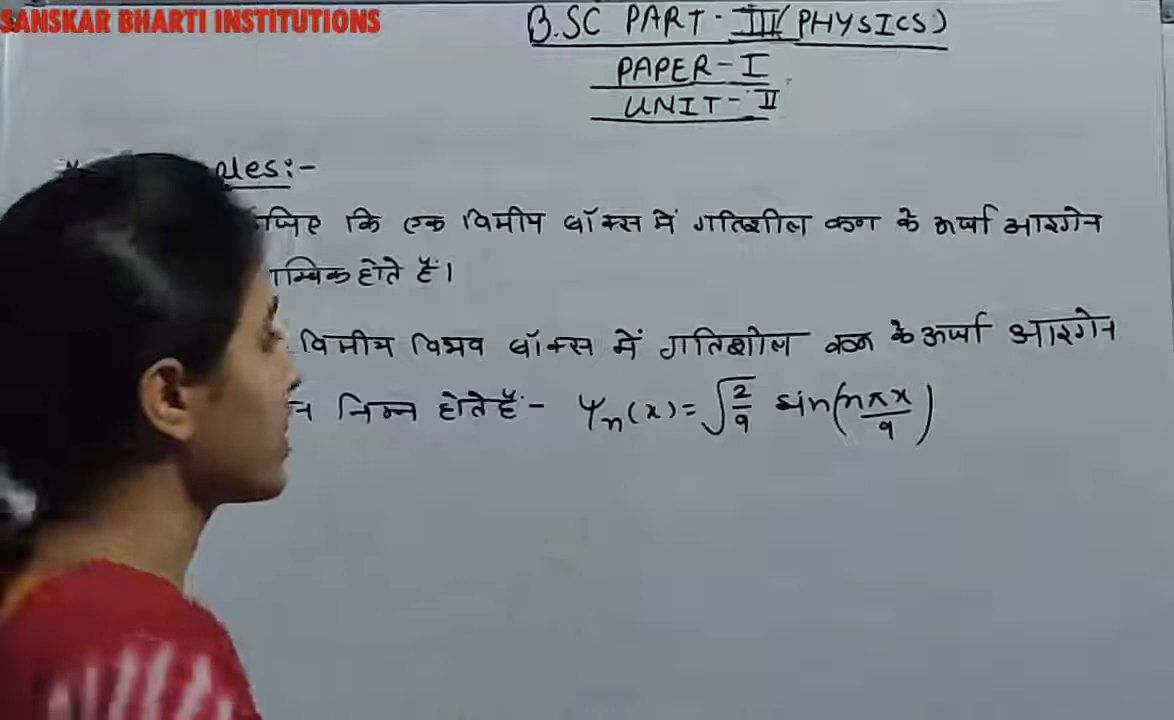 SANSKAR BHARTI INSTITUTIONS
B.SC PART - III (PHYSICS)
PAPER - I
UNIT - II
ples:-
जिए कि एक विमीय बॉक्स में गतिशील कण के ऊर्जा आइगेन
म्बिक होते हैं।
विमीय विभव बॉक्स में गतिशील कण के ऊर्जा आइगेन
न निम्न होते हैं - ψn(x) = √2/a sin(nπx/a)